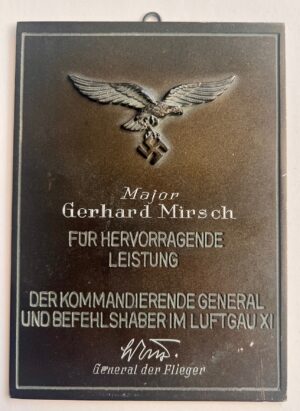 Major
Gerhard Mirsch
FÜR HERVORRAGENDE
LEISTUNG
DER KOMMANDIERENDE GENERAL
UND BEFEHLSHABER IM LUFTGAU XI
General der Flieger